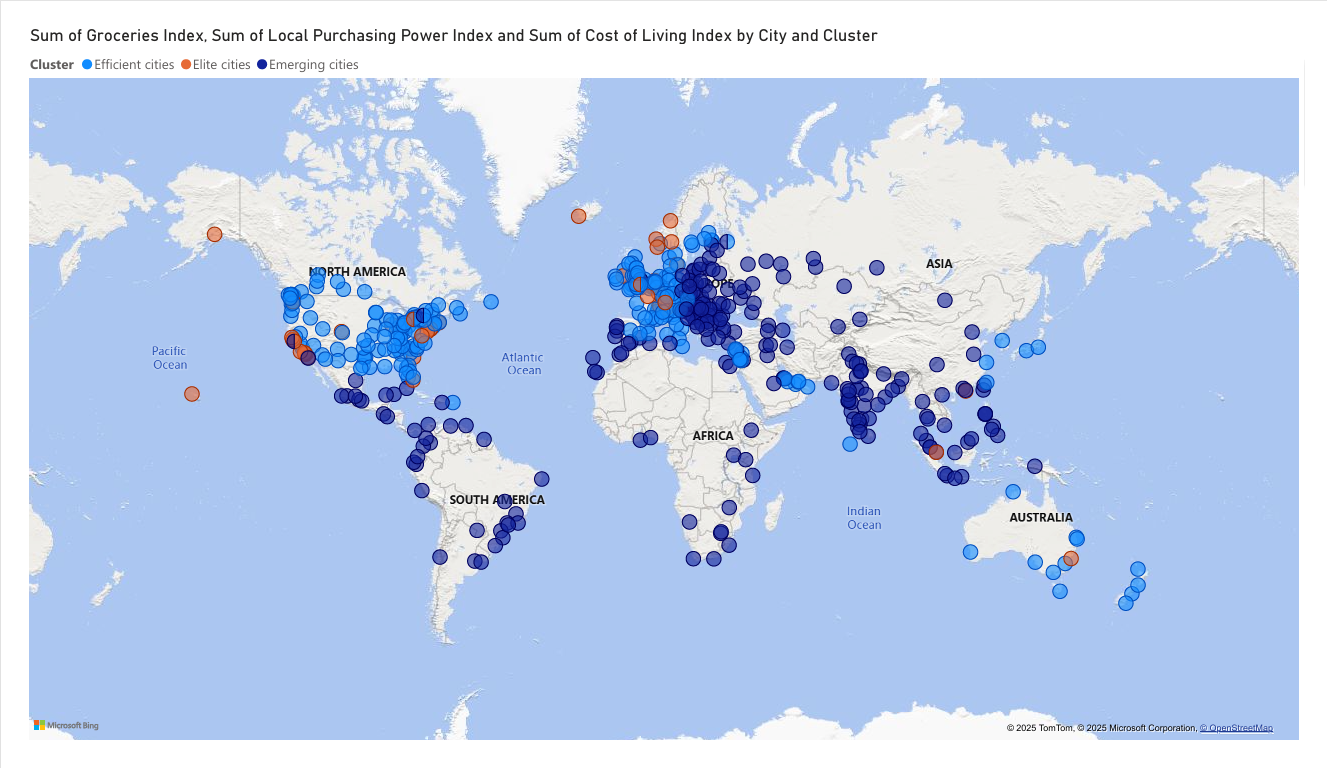 Sum of Groceries Index, Sum of Local Purchasing Power Index and Sum of Cost of Living Index by City and Cluster
Cluster Efficient cities Elite cities Emerging cities
NORTH AMERICA
ASIA
Pacific
Ocean
Atlantic
Ocean
AFRICA
SOUTH AMERICA
Indian
Ocean
AUSTRALIA
Microsoft Bing
© 2025 TomTom, © 2025 Microsoft Corporation, © OpenStreetMap